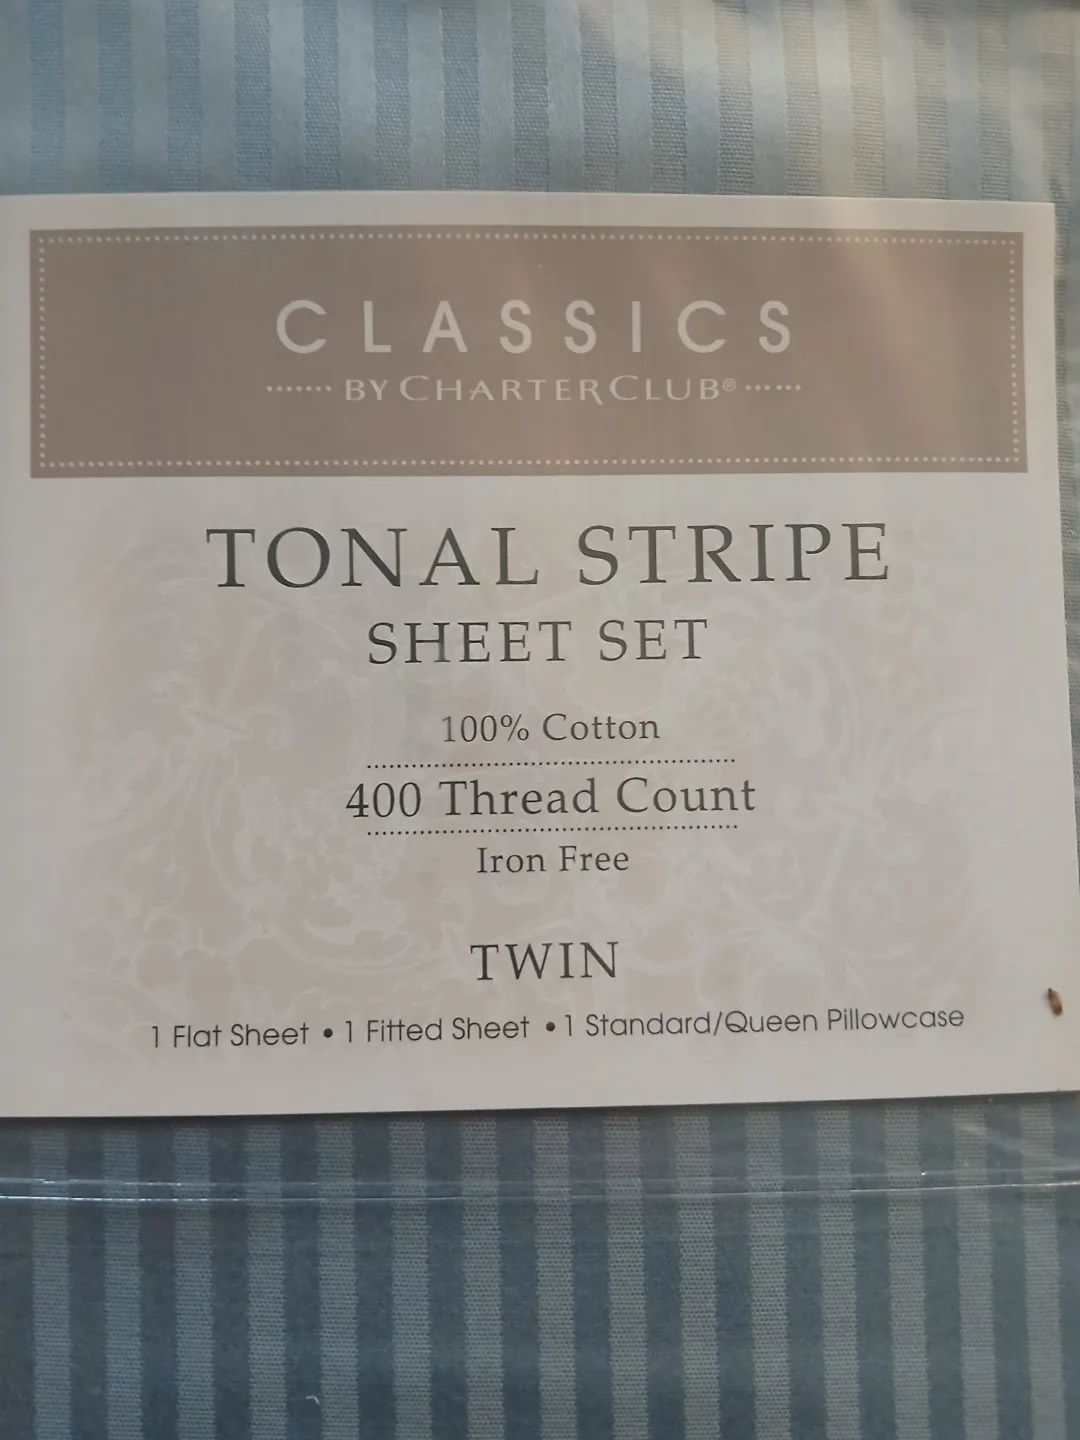 CLASSICS
BY CHARTER CLUB®
TONAL STRIPE
SHEET SET
100% Cotton
400 Thread Count
Iron Free
TWIN
1 Flat Sheet • 1 Fitted Sheet • 1 Standard/Queen Pillowcase